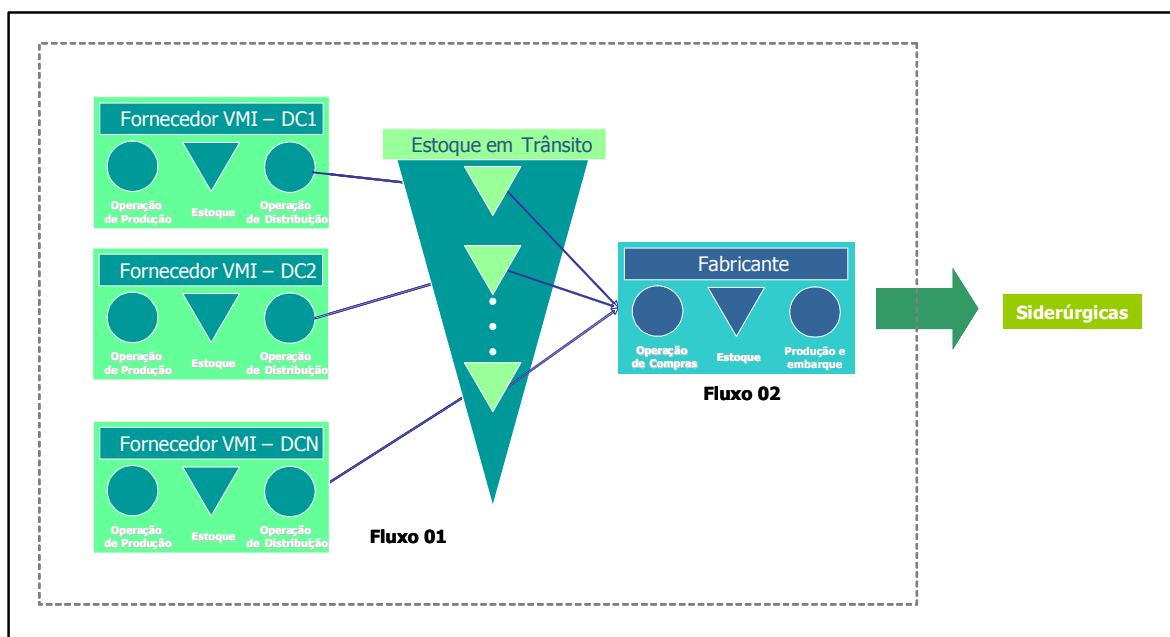 Fornecedor VMI – DC1
Operação
de Produção
Estoque
Operação
de Distribuição
Fornecedor VMI – DC2
Operação
de Produção
Estoque
Operação
de Distribuição
Fornecedor VMI – DCN
Operação
de Produção
Estoque
Operação
de Distribuição
Estoque em Trânsito
Fluxo 01
Fabricante
Operação
de Compras
Estoque
Produção e
embarque
Fluxo 02
Siderúrgicas